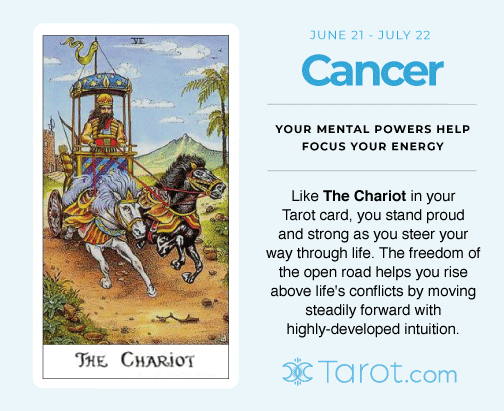 VII
THE CHARIOT
JUNE 21 - JULY 22
Cancer
YOUR MENTAL POWERS HELP
FOCUS YOUR ENERGY
Like The Chariot in your
Tarot card, you stand proud
and strong as you steer your
way through life. The freedom of
the open road helps you rise
above life's conflicts by moving
steadily forward with
highly-developed intuition.
Tarot.com